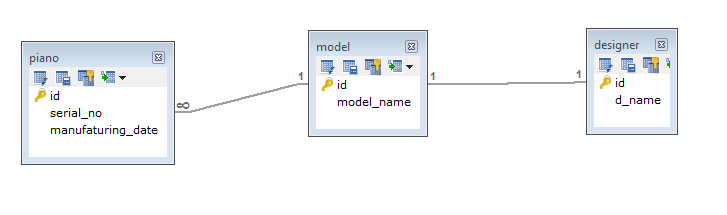 piano
id
serial_no
manufaturing_date
∞
1
model
id
model_name
1
1
designer
id
d_name